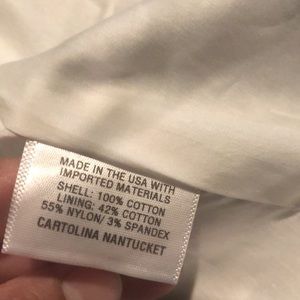 MADE IN THE USA WITH
IMPORTED MATERIALS
SHELL: 100% COTTON
LINING: 42% COTTON
55% NYLON/ 3% SPANDEX
CARTOLINA NANTUCKET